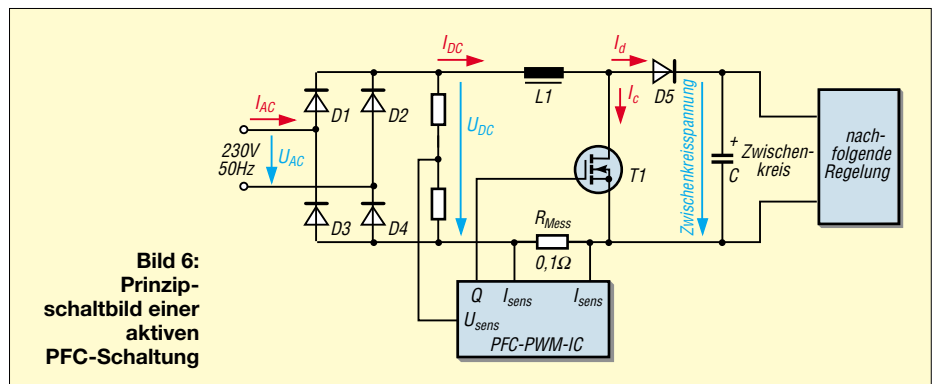 I_DC
I_d
I_AC
D1
D2
L1
I_c
D5
230V
50Hz
U_AC
U_DC
T1
Zwischenkreisspannung
+
C
Zwischen-
kreis
nach-
folgende
Regelung
D3
D4
R_Mess
0,1Ω
Q
I_sens
I_sens
U_sens
PFC-PWM-IC
Bild 6:
Prinzip-
schaltbild einer
aktiven
PFC-Schaltung